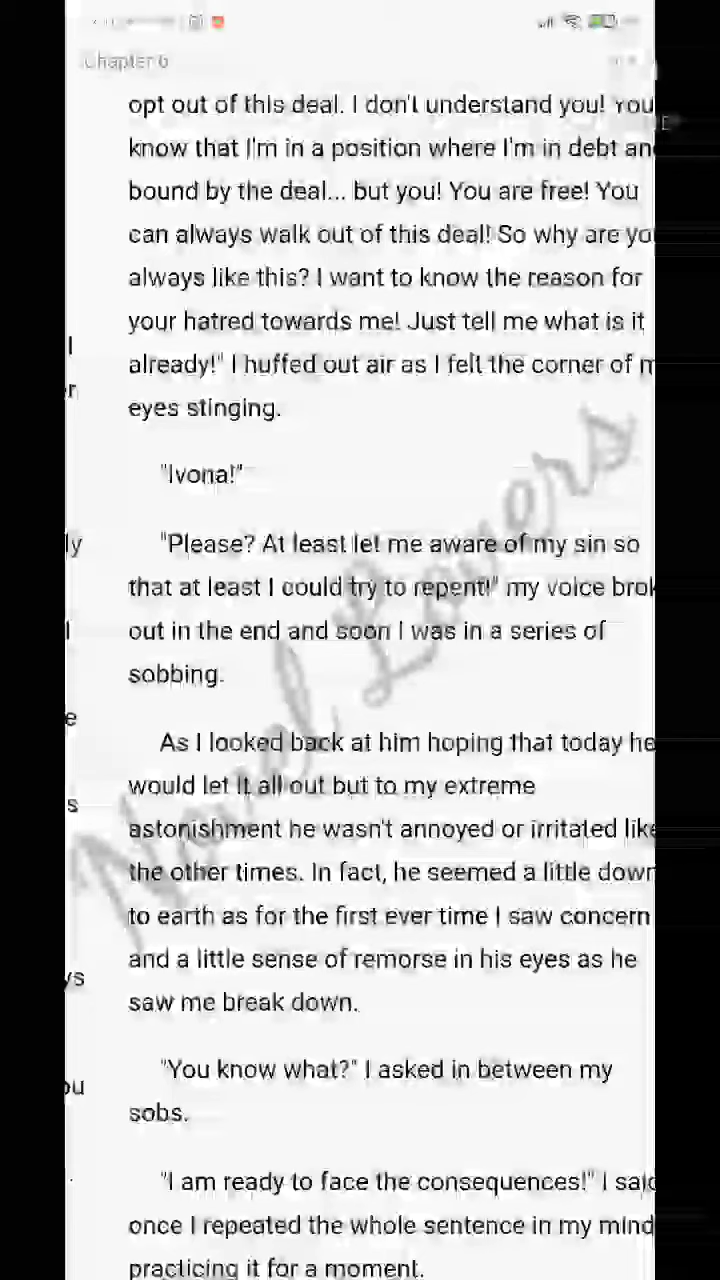 Chapter 6
opt out of this deal. I don't understand you! You
know that I'm in a position where I'm in debt an
bound by the deal... but you! You are free! You
can always walk out of this deal! So why are yo
always like this? I want to know the reason for
your hatred towards me! Just tell me what is it
already!" I huffed out air as I felt the corner of m
eyes stinging.
"Ivona!"
"Please? At least let me aware of my sin so
that at least I could try to repent!" my voice brok
out in the end and soon I was in a series of
sobbing.
As I looked back at him hoping that today he
would let it all out but to my extreme
astonishment he wasn't annoyed or irritated like
the other times. In fact, he seemed a little down
to earth as for the first ever time I saw concern
and a little sense of remorse in his eyes as he
saw me break down.
"You know what?" I asked in between my
sobs.
"I am ready to face the consequences!" I said
once I repeated the whole sentence in my mind
practicing it for a moment.
Novel Lovers